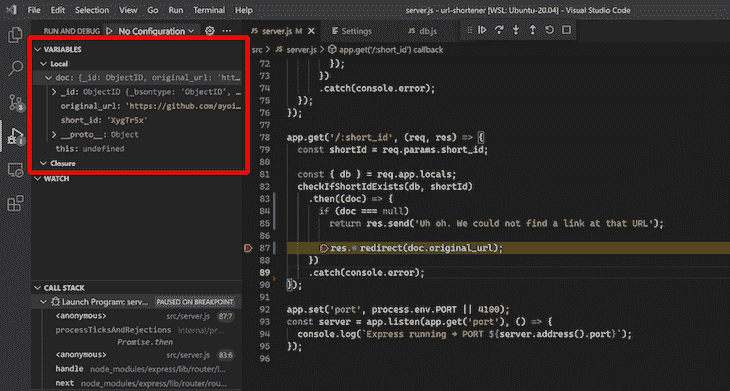 File Edit Selection View Go Run Terminal Help server.js - url-shortener [WSL: Ubuntu-20.04] - Visual Studio Code
RUN AND DEBUG No Configuration ... server.js M Settings db.js
src > server.js > app.get('/:short_id') callback
VARIABLES
Local
doc: {_id: ObjectID, original_url: 'htt…
_id: ObjectID {_bsontype: 'ObjectID', …
original_url: 'https://github.com/ayoi…
short_id: 'XygTr5x'
__proto__: Object
this: undefined
Closure
WATCH
CALL STACK
Launch Program: serv… PAUSED ON BREAKPOINT
<anonymous> src/server.js 87:7
processTicksAndRejections internal/pro…
Promise.then
<anonymous> src/server.js 83:6
handle node_modules/express/lib/router/l…
next node_modules/express/lib/router/…
72 });
73 })
74 .catch(console.error);
75 });
76 });
77
78 app.get('/:short_id', (req, res) => {
79 const shortId = req.params.short_id;
80
81 const { db } = req.app.locals;
82 checkIfShortIdExists(db, shortId)
83 .then((doc) => {
84 if (doc === null)
85 return res.send('Uh oh. We could not find a link at that URL');
86
87 res.redirect(doc.original_url);
88 })
89 .catch(console.error);
90 });
91
92 app.set('port', process.env.PORT || 4100);
93 const server = app.listen(app.get('port'), () => {
94 console.log(`Express running → PORT ${server.address().port}`);
95 });
96
3
1